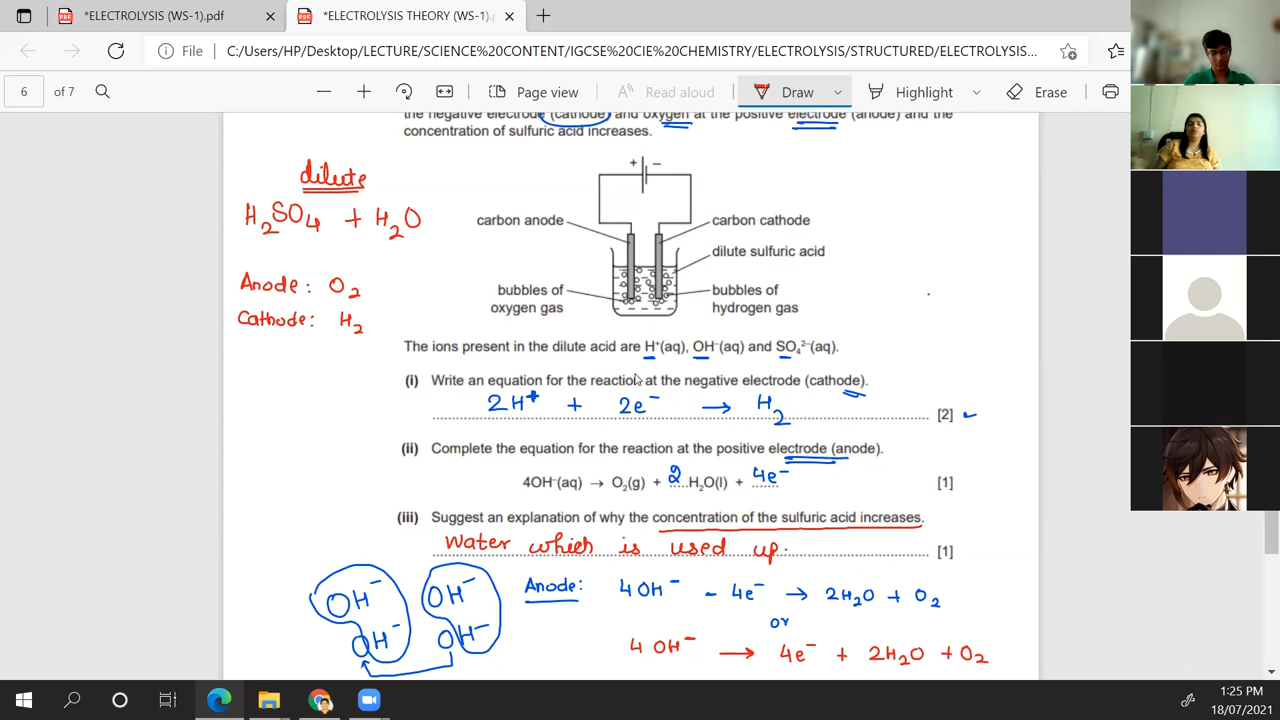 *ELECTROLYSIS (WS-1).pdf
*ELECTROLYSIS THEORY (WS-1).
File
C:/Users/HP/Desktop/LECTURE/SCIENCE%20CONTENT/IGCSE%20CIE%20CHEMISTRY/ELECTROLYSIS/STRUCTURED/ELECTROLYSIS...
6 of 7
Page view
Read aloud
Draw
Highlight
Erase
the negative electrode (cathode) and oxygen at the positive electrode (anode) and the
concentration of sulfuric acid increases.
dilute
H₂SO₄ + H₂O
Anode: O₂
Cathode: H₂
+ −
carbon anode
carbon cathode
dilute sulfuric acid
bubbles of
oxygen gas
bubbles of
hydrogen gas
The ions present in the dilute acid are H⁺(aq), OH⁻(aq) and SO₄²⁻(aq).
(i) Write an equation for the reaction at the negative electrode (cathode).
2H⁺ + 2e⁻ → H₂ [2]
(ii) Complete the equation for the reaction at the positive electrode (anode).
4OH⁻(aq) → O₂(g) + 2 H₂O(l) + 4e⁻ [1]
(iii) Suggest an explanation of why the concentration of the sulfuric acid increases.
Water which is used up. [1]
OH⁻ OH⁻
OH⁻ OH⁻
Anode: 4OH⁻ - 4e⁻ → 2H₂O + O₂
or
4OH⁻ → 4e⁻ + 2H₂O + O₂
1:25 PM
18/07/2021